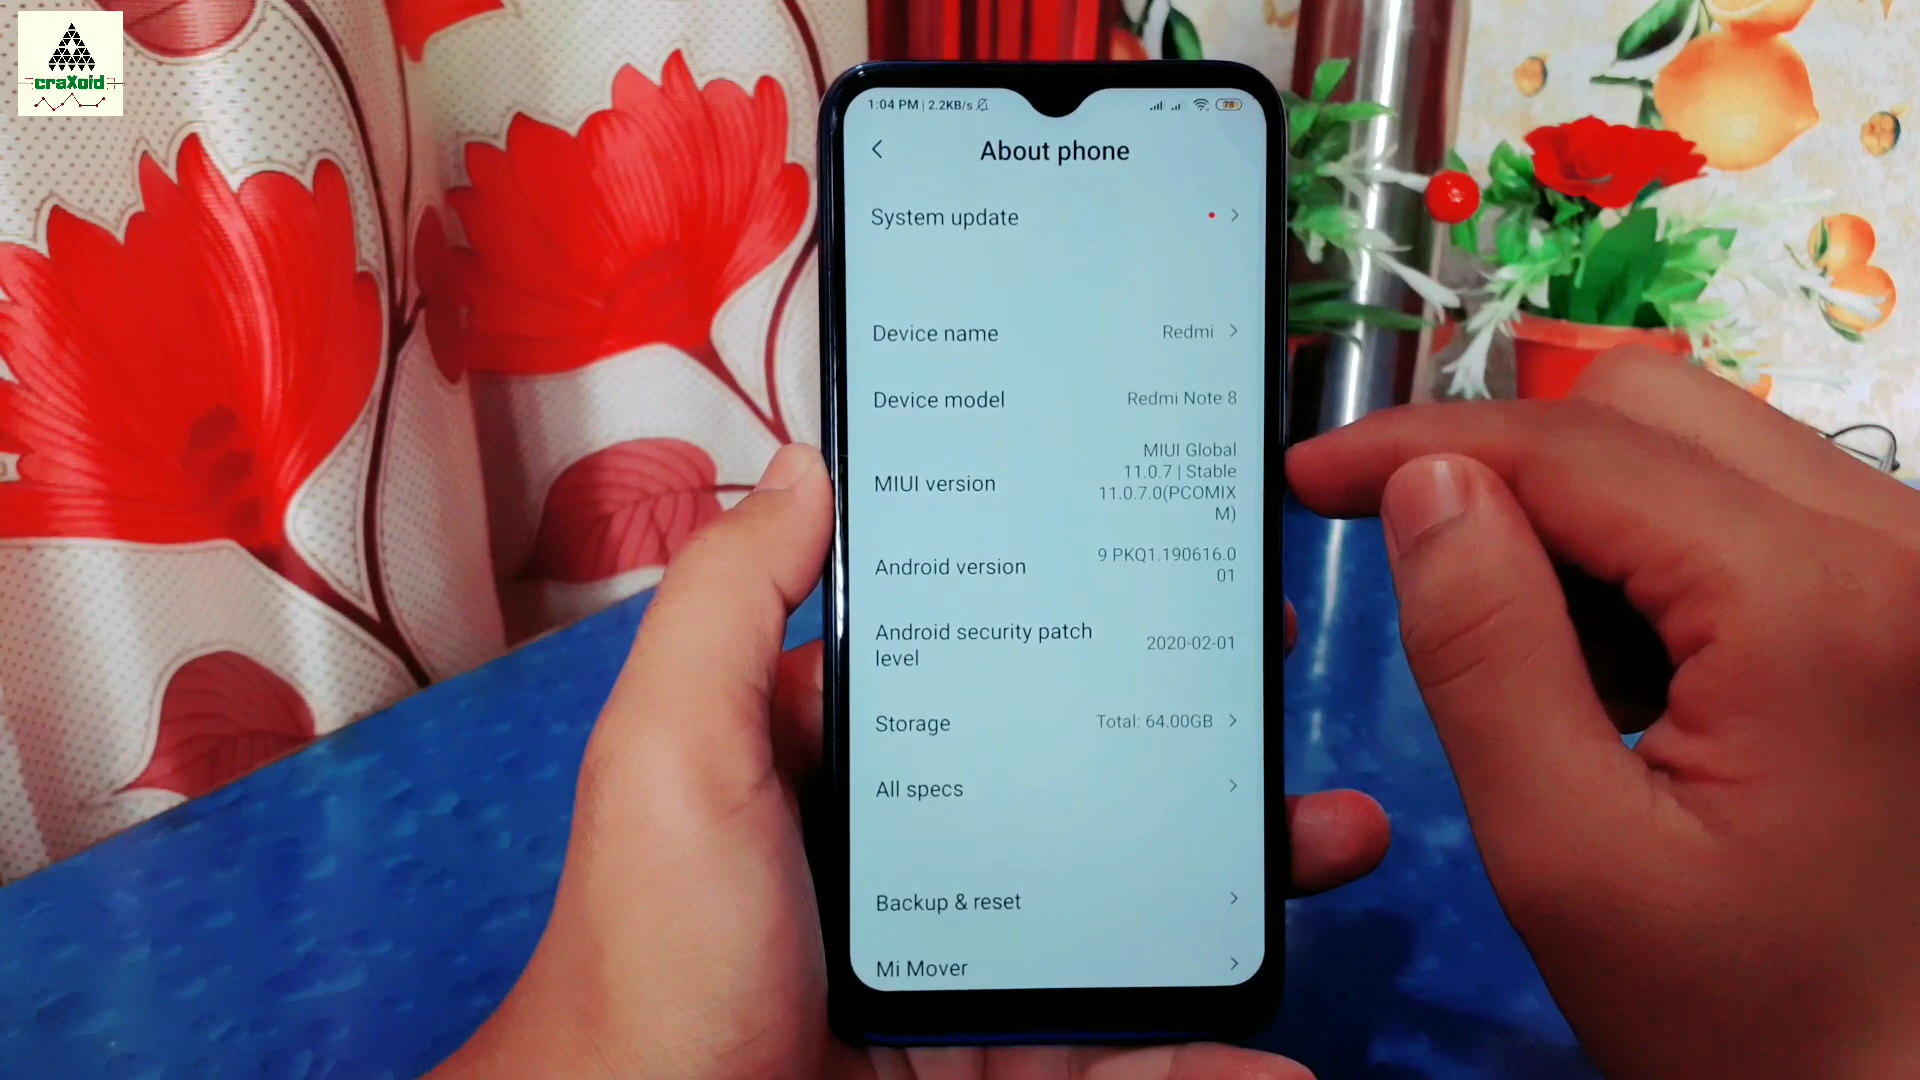 craXoid
1:04 PM | 2.2KB/s
78
About phone
System update
Device name
Redmi
Device model
Redmi Note 8
MIUI version
MIUI Global
11.0.7 | Stable
11.0.7.0(PCOMIX
M)
Android version
9 PKQ1.190616.0
01
Android security patch
level
2020-02-01
Storage
Total: 64.00GB
All specs
Backup & reset
Mi Mover